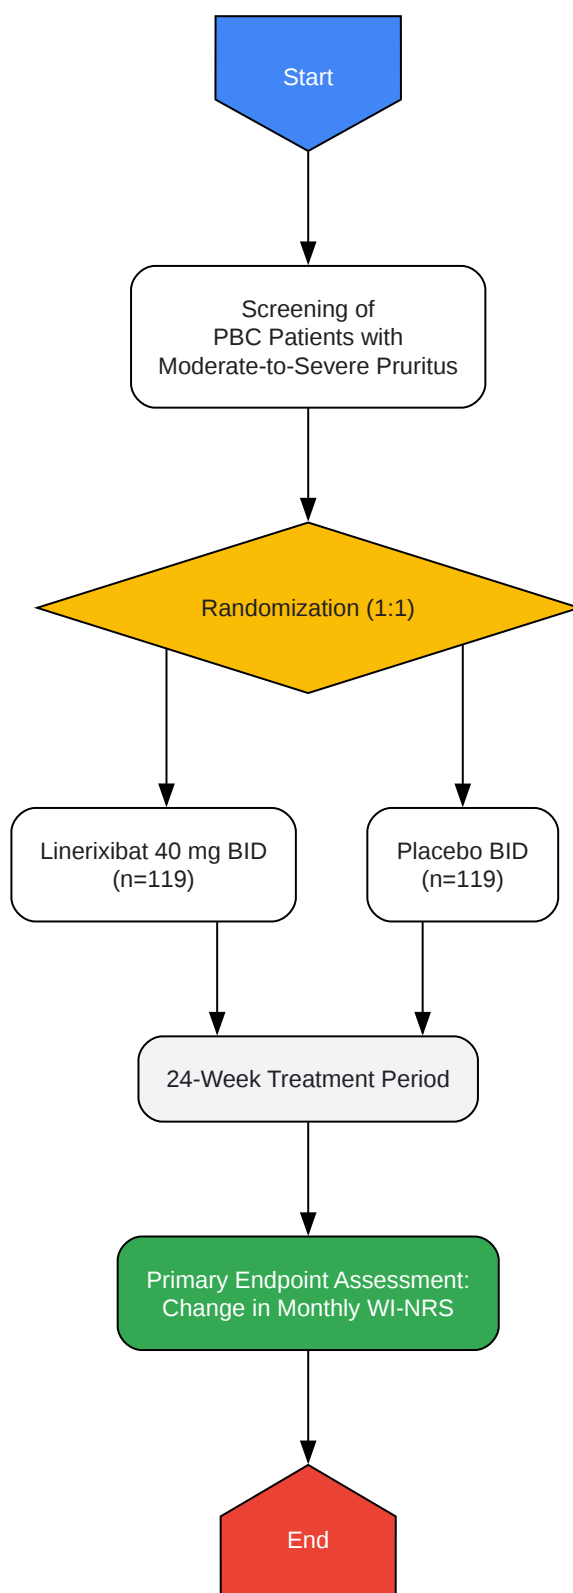 Start
Screening of
PBC Patients with
Moderate-to-Severe Pruritus
Randomization (1:1)
Linerixibat 40 mg BID
(n=119)
Placebo BID
(n=119)
24-Week Treatment Period
Primary Endpoint Assessment:
Change in Monthly WI-NRS
End